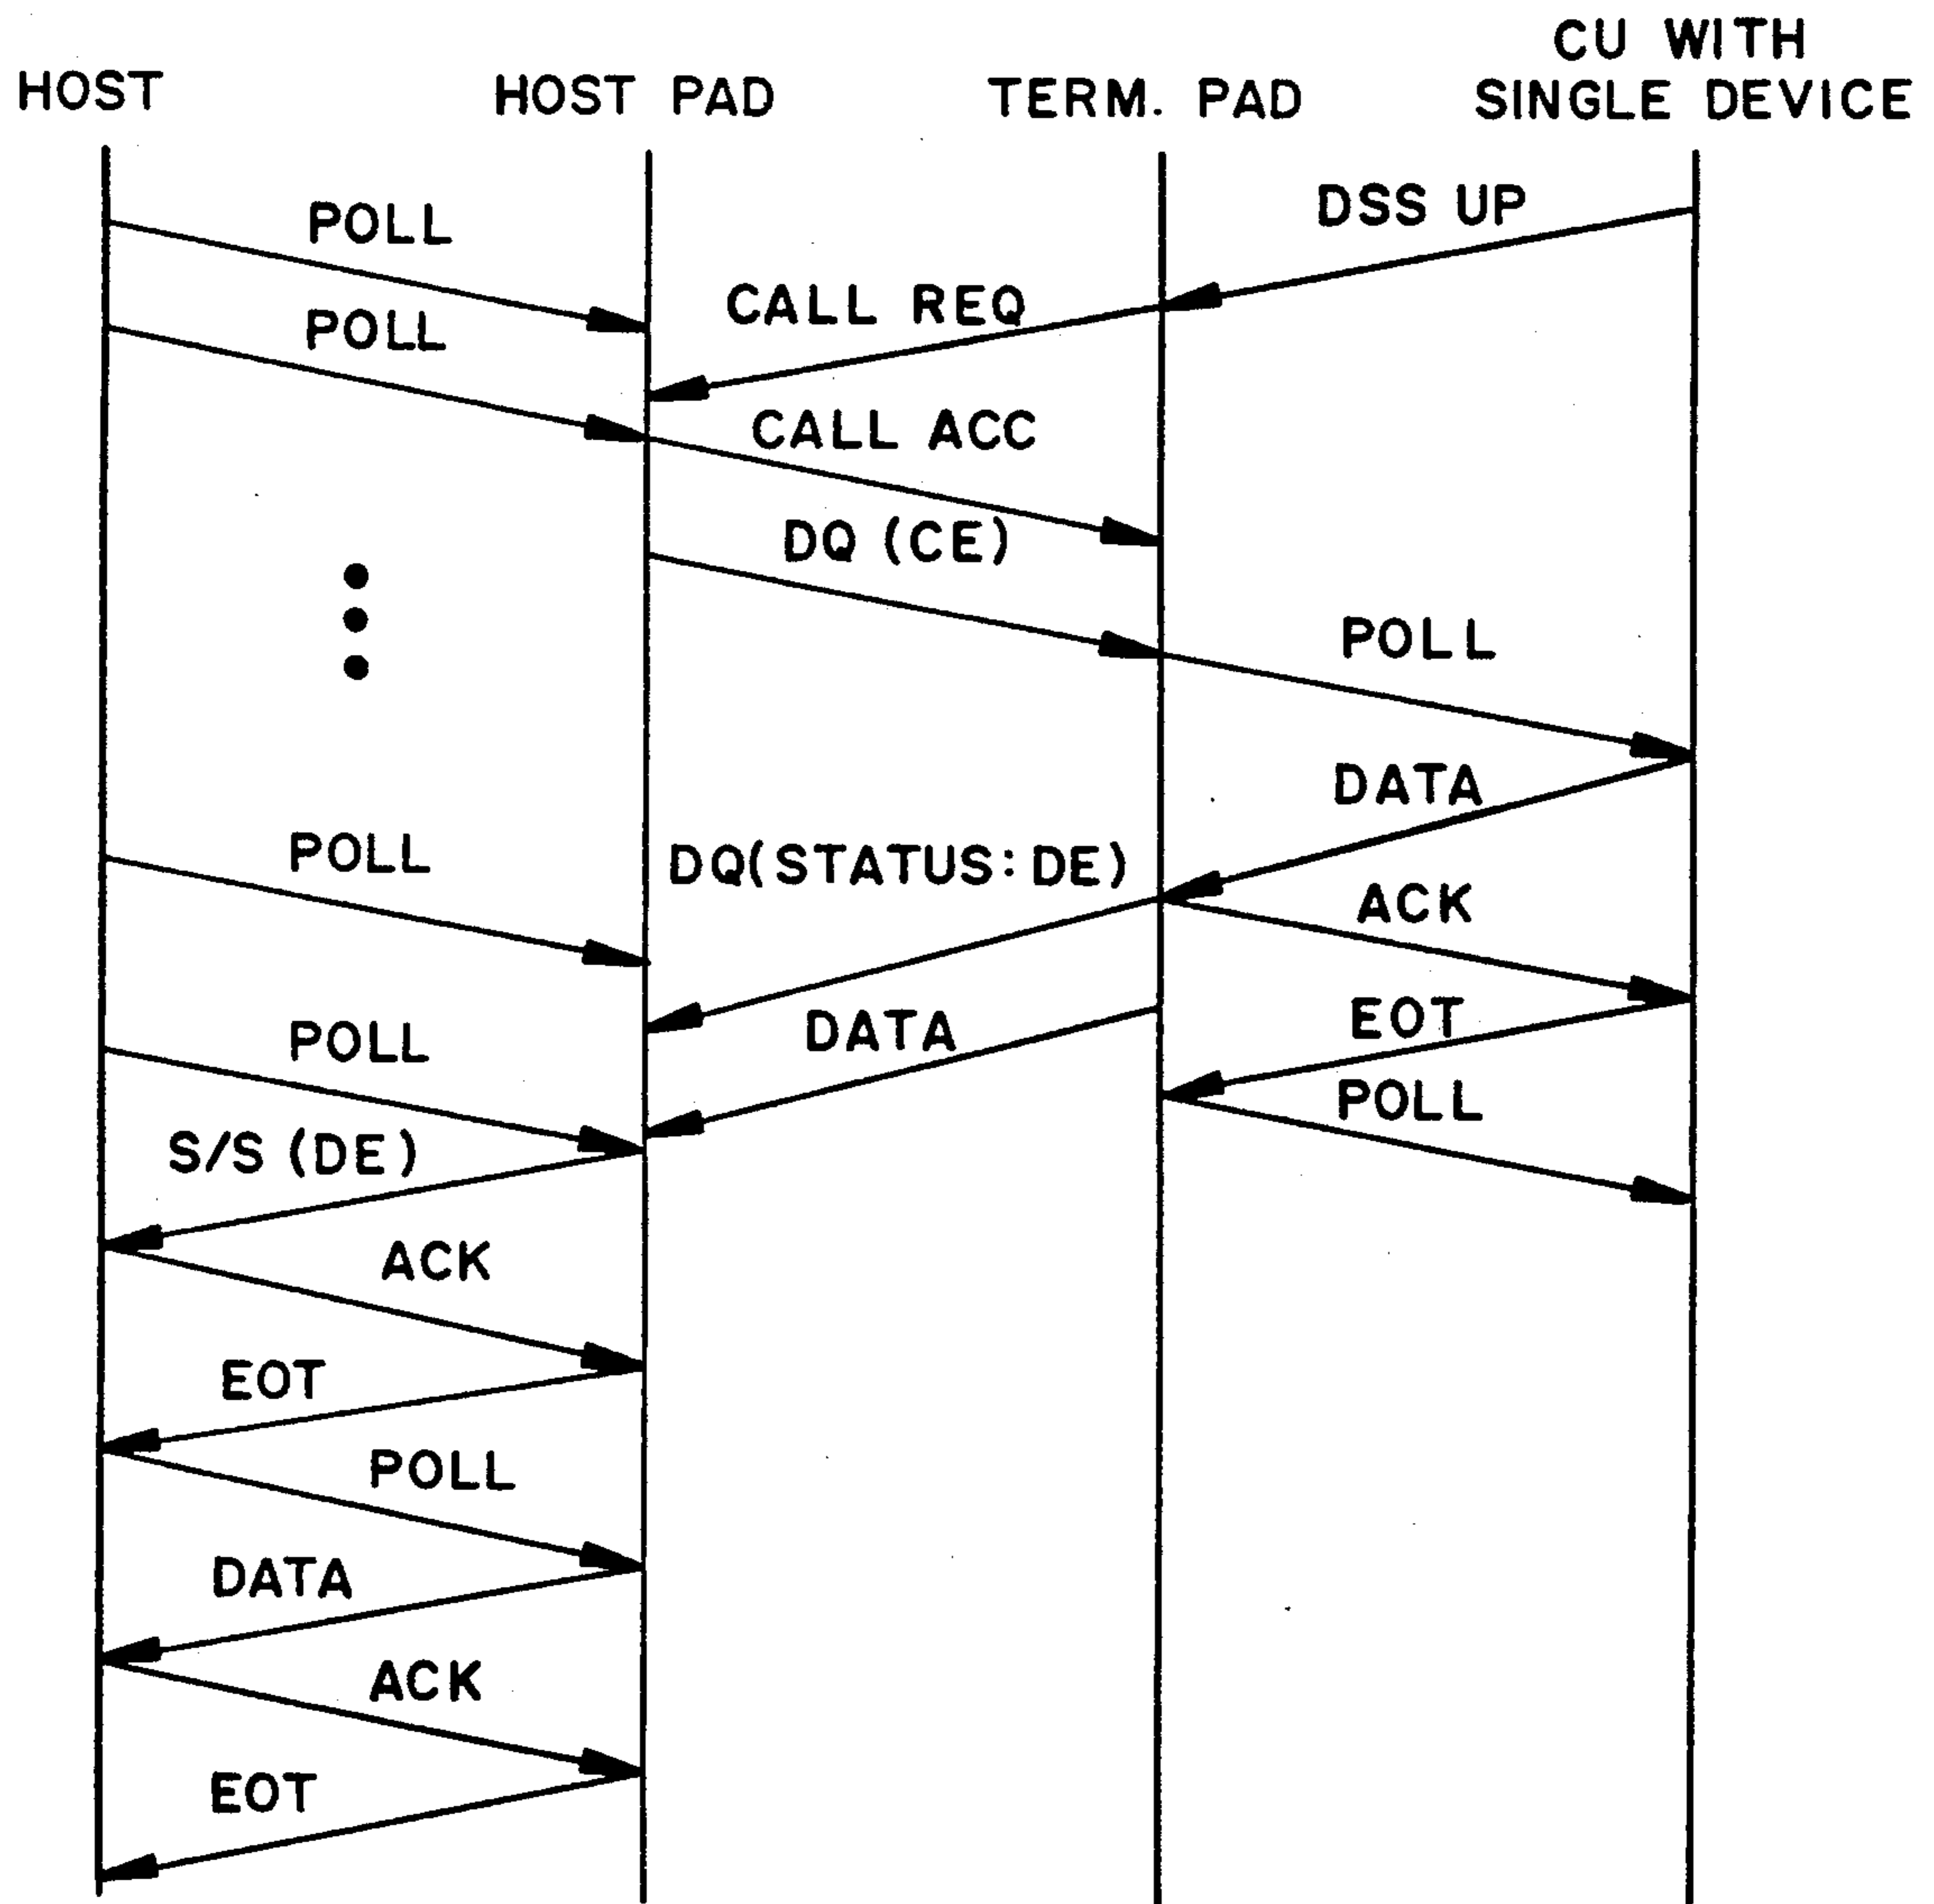 HOST
HOST PAD
TERM. PAD
CU WITH
SINGLE DEVICE
POLL
DSS UP
CALL REQ
POLL
CALL ACC
DQ (CE)
POLL
DATA
POLL
DQ(STATUS:DE)
ACK
EOT
DATA
POLL
POLL
S/S (DE)
ACK
EOT
POLL
DATA
ACK
EOT